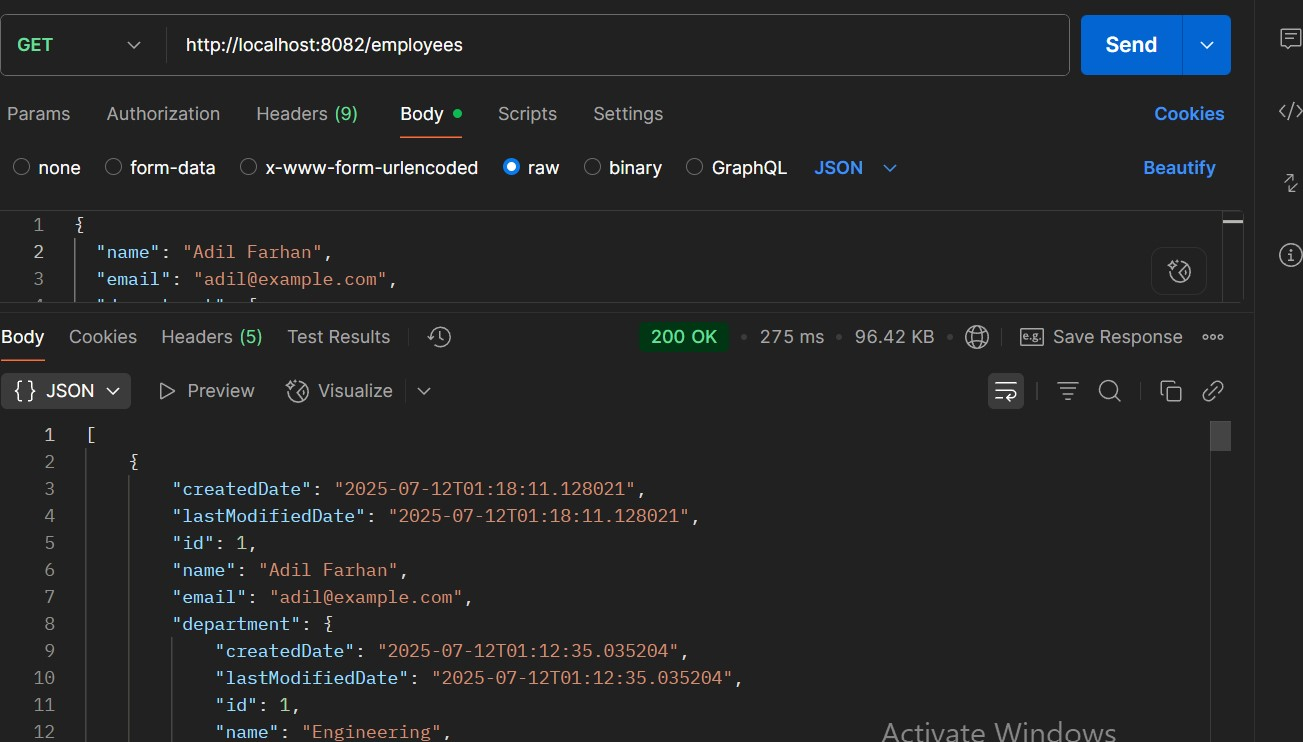 GET http://localhost:8082/employees Send
Params Authorization Headers (9) Body Scripts Settings Cookies
none form-data x-www-form-urlencoded raw binary GraphQL JSON Beautify
1 {
2 "name": "Adil Farhan",
3 "email": "adil@example.com",
Body Cookies Headers (5) Test Results 200 OK • 275 ms • 96.42 KB • e.g. Save Response
{} JSON Preview Visualize
1 [
2 {
3 "createdDate": "2025-07-12T01:18:11.128021",
4 "lastModifiedDate": "2025-07-12T01:18:11.128021",
5 "id": 1,
6 "name": "Adil Farhan",
7 "email": "adil@example.com",
8 "department": {
9 "createdDate": "2025-07-12T01:12:35.035204",
10 "lastModifiedDate": "2025-07-12T01:12:35.035204",
11 "id": 1,
12 "name": "Engineering",
Activate Windows